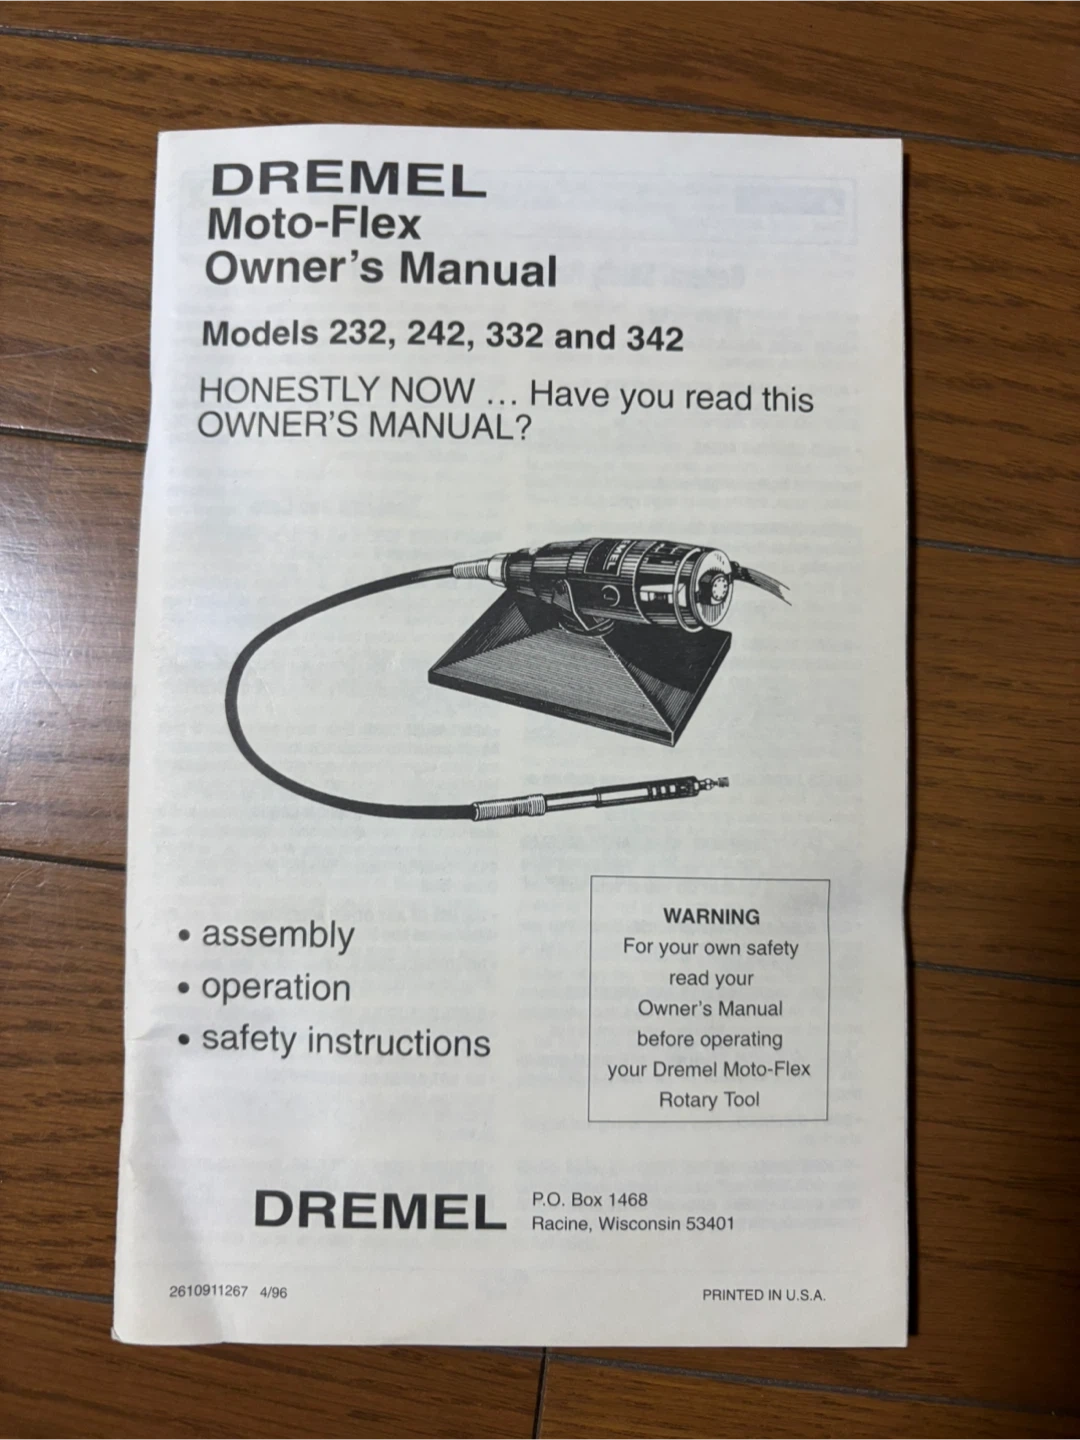 DREMEL
Moto-Flex
Owner's Manual
Models 232, 242, 332 and 342
HONESTLY NOW ... Have you read this
OWNER'S MANUAL?
DREMEL
• assembly
• operation
• safety instructions
WARNING
For your own safety
read your
Owner's Manual
before operating
your Dremel Moto-Flex
Rotary Tool
DREMEL
P.O. Box 1468
Racine, Wisconsin 53401
2610911267 4/96
PRINTED IN U.S.A.